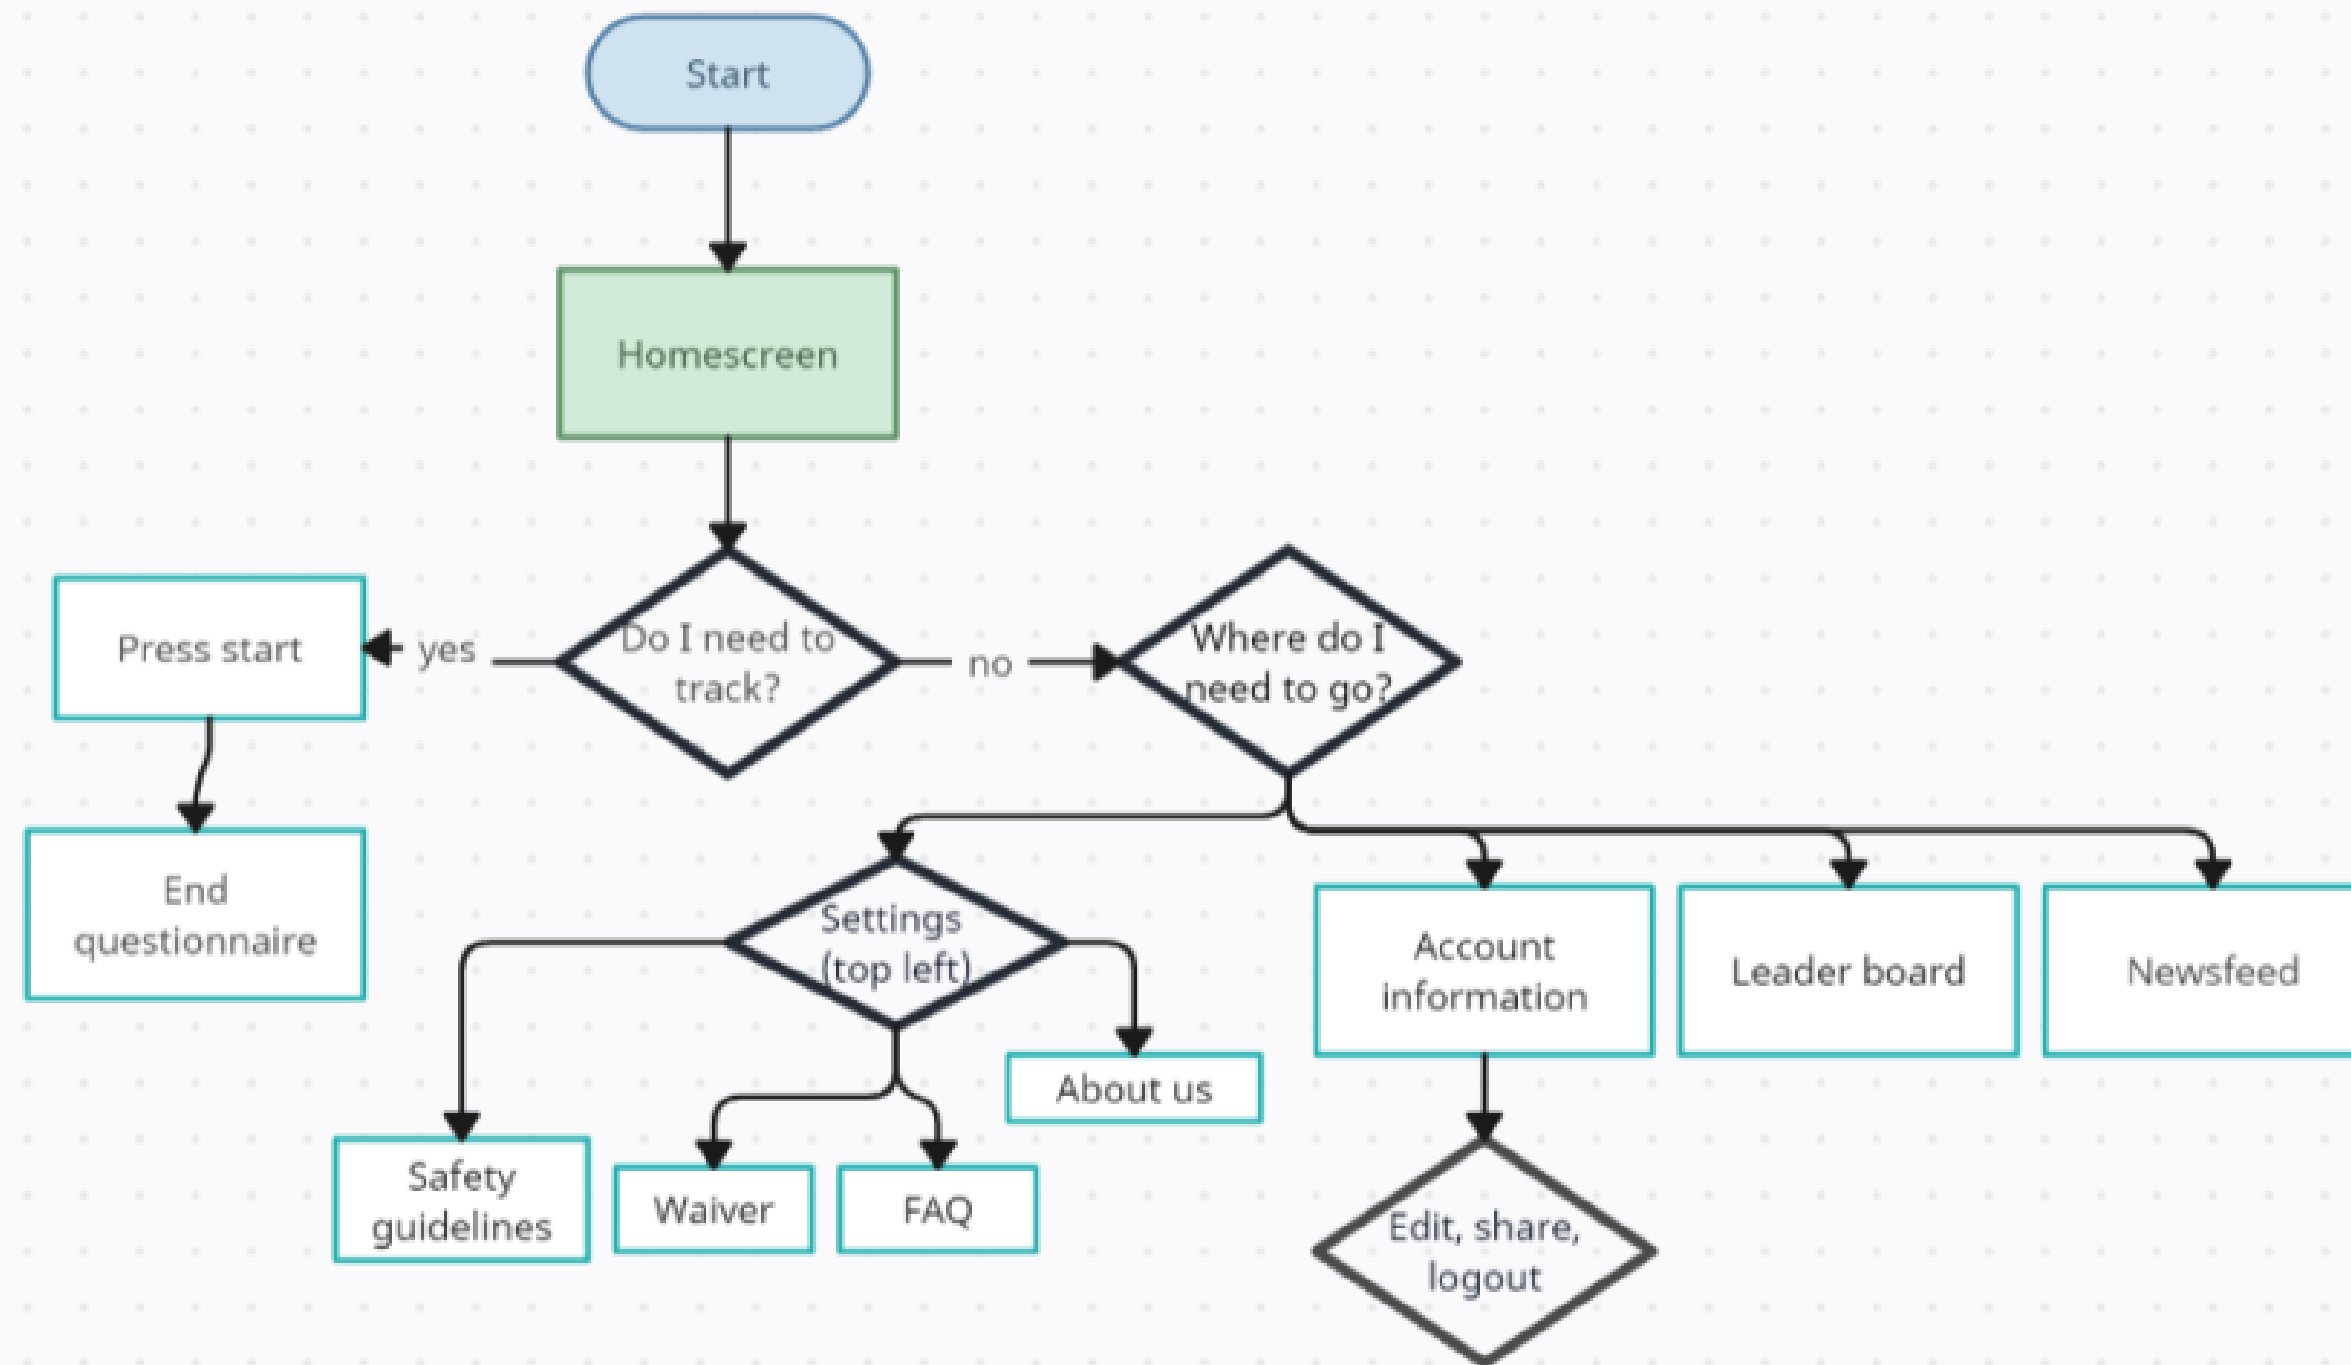 Start
Homescreen
Do I need to
track?
yes
no
Press start
Where do I
need to go?
End
questionnaire
Settings
(top left)
Account
information
Leader board
Newsfeed
About us
Safety
guidelines
Waiver
FAQ
Edit, share,
logout